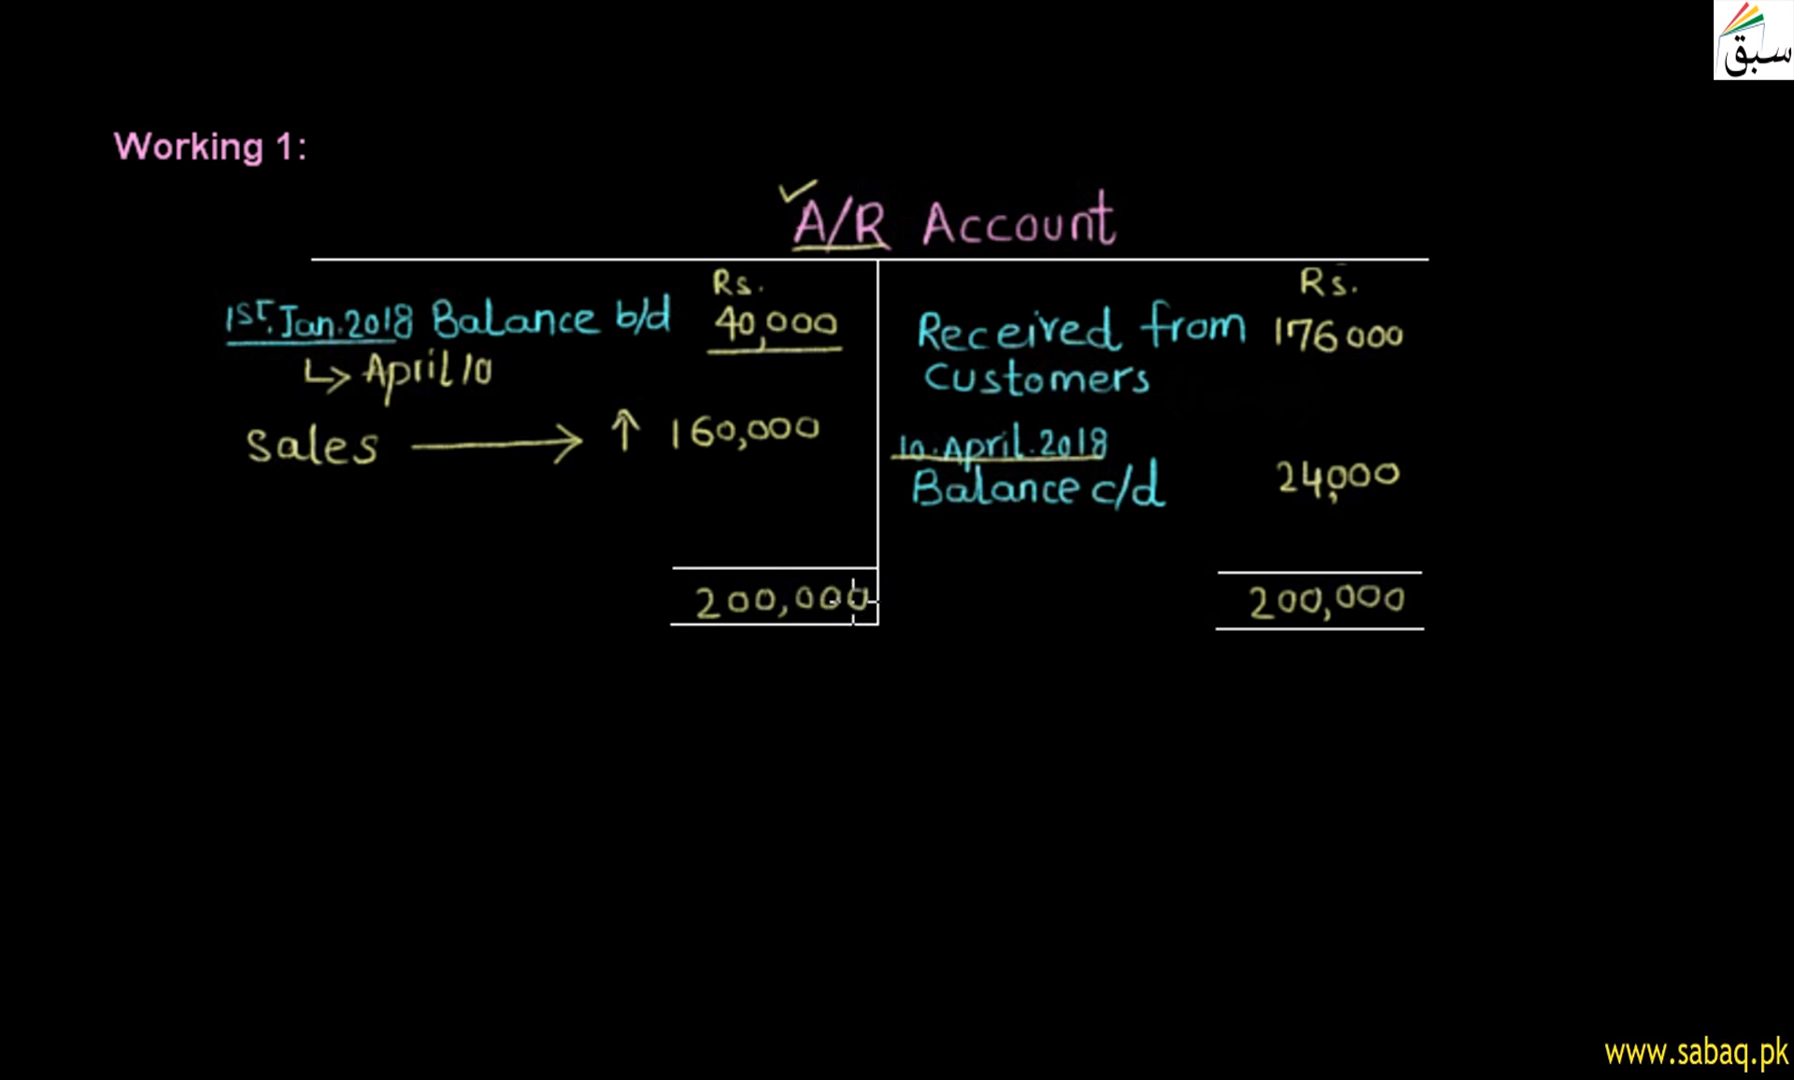 سبق
Working 1:
A/R Account
Rs.
1ST.Jan.2018 Balance b/d 40,000
↳ April 10
Sales → ↑ 160,000
200,000
Rs.
Received from 176000
Customers
10.April.2018
Balance c/d 24,000
200,000
www.sabaq.pk